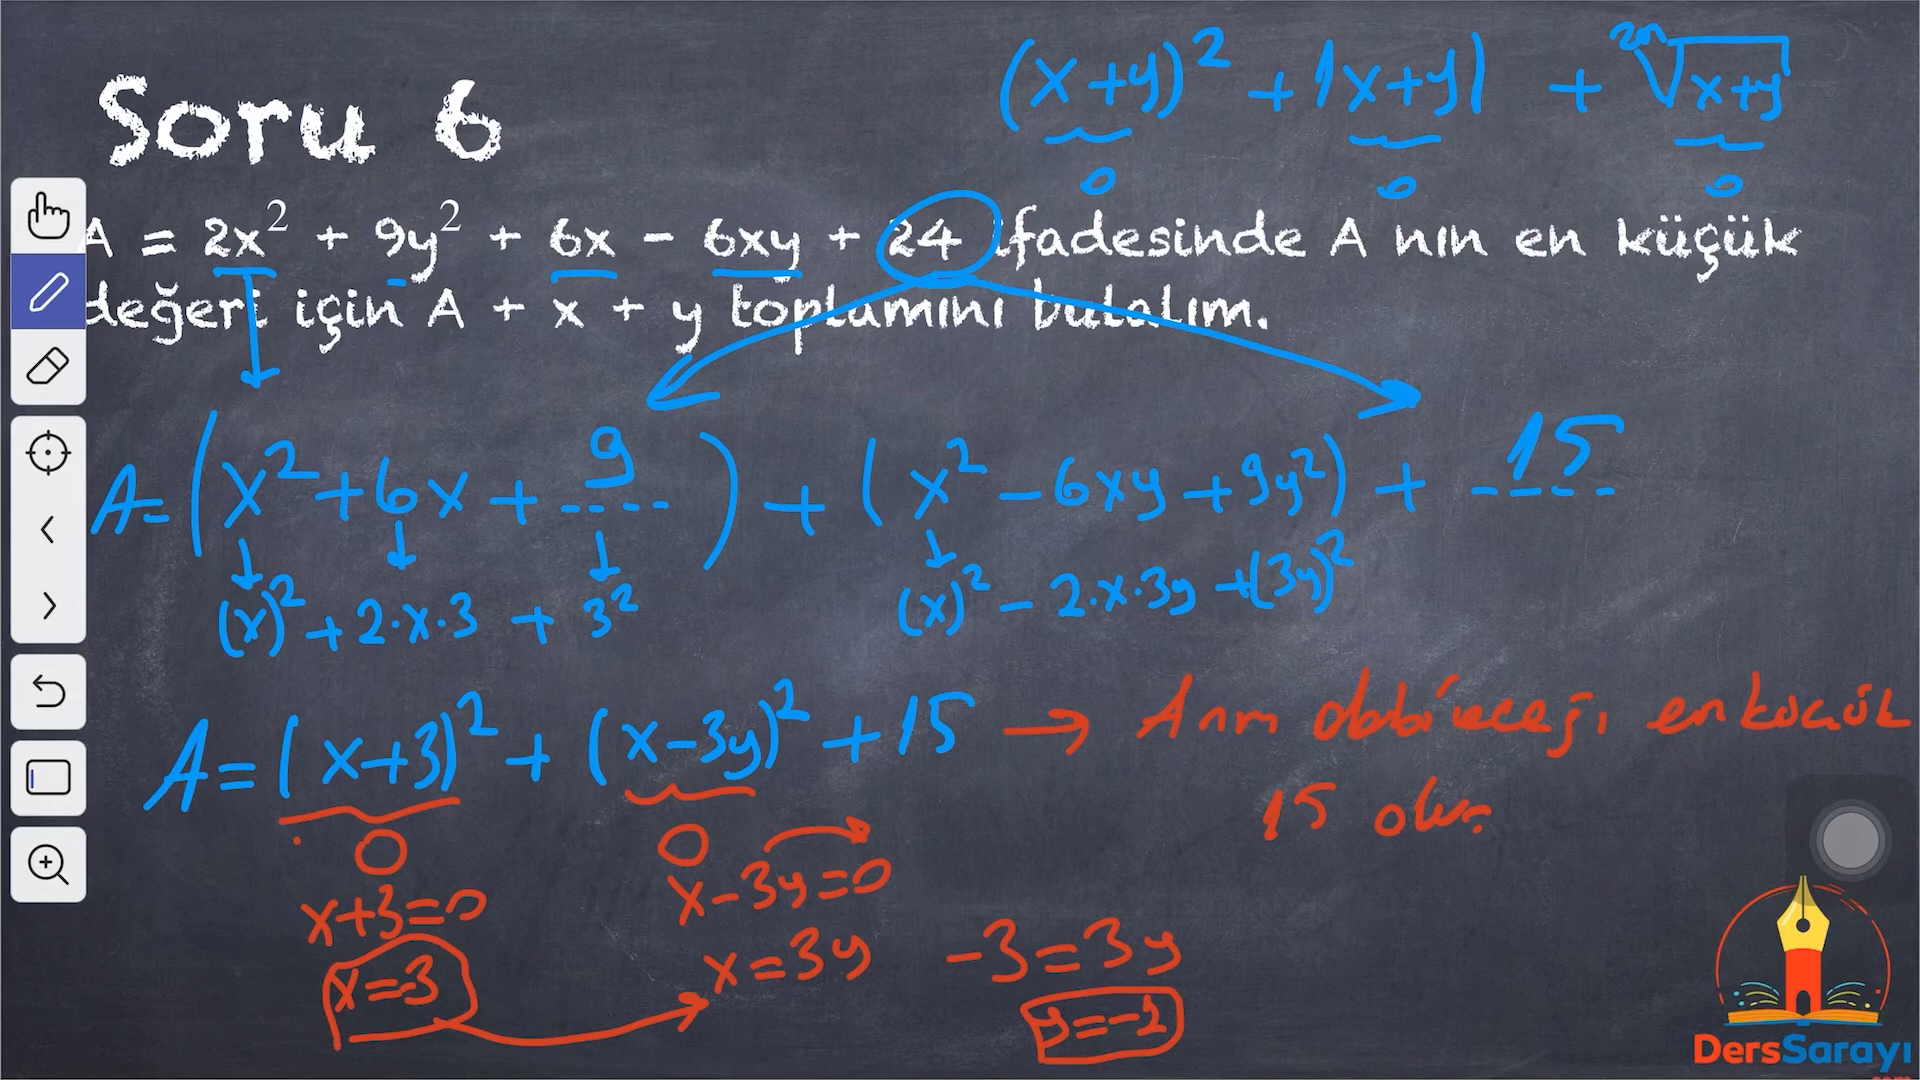 Soru 6
(x+y)² + |x+y| + ²ⁿ√x+y
0 0 0
A = 2x² + 9y² + 6x - 6xy + 24 ifadesinde A nın en küçük
değeri için A + x + y toplamını bulalım.
A=(x²+6x+9) + (x²-6xy+9y²) + 15
(x)²+2·x·3 + 3² (x)²-2·x·3y+(3y)²
A=(x+3)²+(x-3y)²+15 → A nın olabileceği en küçük
15 olur
0 0
x+3=0 x-3y=0
x=-3 x=3y -3=3y
y=-1
DersSarayı
.com